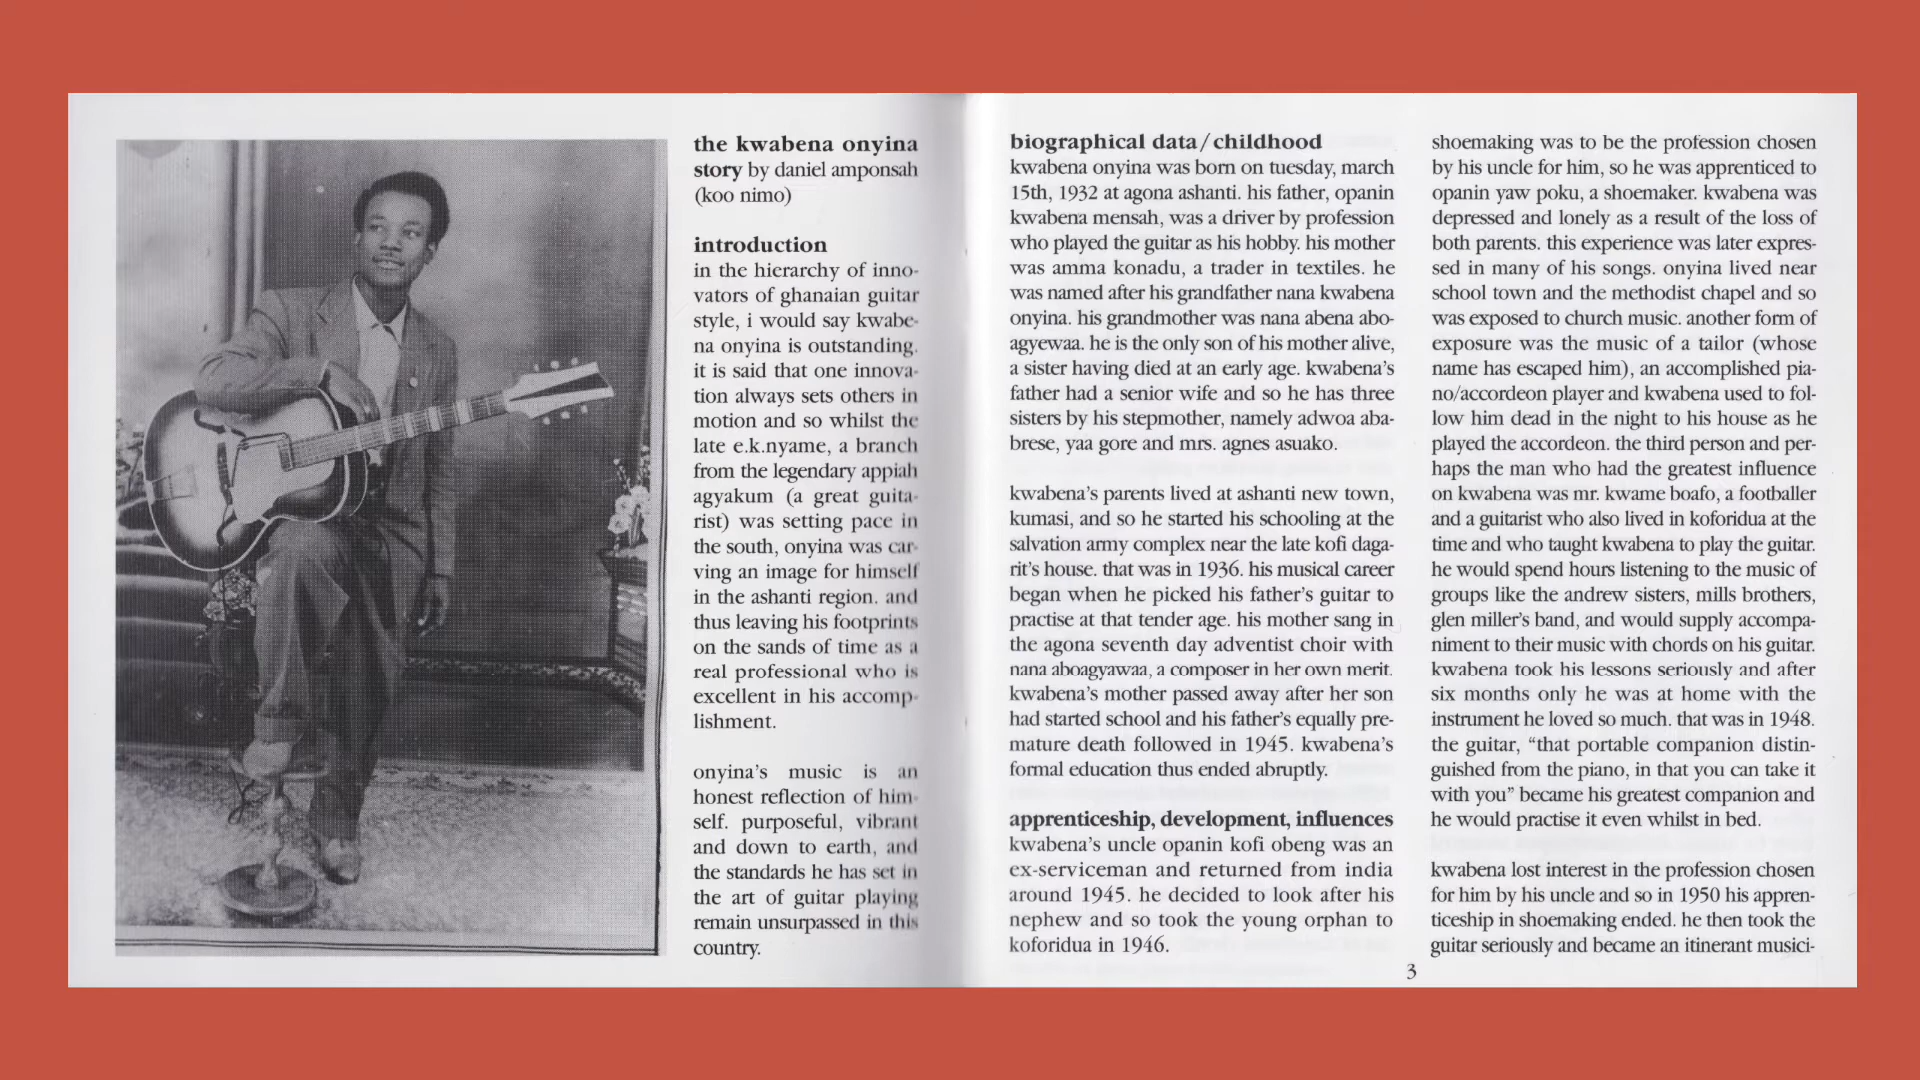 the kwabena onyina
story by daniel amponsah
(koo nimo)
introduction
in the hierarchy of inno-
vators of ghanaian guitar
style, i would say kwabe-
na onyina is outstanding.
it is said that one innova-
tion always sets others in
motion and so whilst the
late e.k.nyame, a branch
from the legendary appiah
agyakum (a great guita-
rist) was setting pace in
the south, onyina was car-
ving an image for himself
in the ashanti region. and
thus leaving his footprints
on the sands of time as a
real professional who is
excellent in his accomp-
lishment.
onyina's music is an
honest reflection of him-
self. purposeful, vibrant
and down to earth, and
the standards he has set in
the art of guitar playing
remain unsurpassed in this
country.
biographical data/childhood
kwabena onyina was born on tuesday, march
15th, 1932 at agona ashanti. his father, opanin
kwabena mensah, was a driver by profession
who played the guitar as his hobby. his mother
was amma konadu, a trader in textiles. he
was named after his grandfather nana kwabena
onyina. his grandmother was nana abena abo-
agyewaa. he is the only son of his mother alive,
a sister having died at an early age. kwabena's
father had a senior wife and so he has three
sisters by his stepmother, namely adwoa aba-
brese, yaa gore and mrs. agnes asuako.
kwabena's parents lived at ashanti new town,
kumasi, and so he started his schooling at the
salvation army complex near the late kofi daga-
rit's house. that was in 1936. his musical career
began when he picked his father's guitar to
practise at that tender age. his mother sang in
the agona seventh day adventist choir with
nana aboagyawaa, a composer in her own merit.
kwabena's mother passed away after her son
had started school and his father's equally pre-
mature death followed in 1945. kwabena's
formal education thus ended abruptly.
apprenticeship, development, influences
kwabena's uncle opanin kofi obeng was an
ex-serviceman and returned from india
around 1945. he decided to look after his
nephew and so took the young orphan to
koforidua in 1946.
shoemaking was to be the profession chosen
by his uncle for him, so he was apprenticed to
opanin yaw poku, a shoemaker. kwabena was
depressed and lonely as a result of the loss of
both parents. this experience was later expres-
sed in many of his songs. onyina lived near
school town and the methodist chapel and so
was exposed to church music. another form of
exposure was the music of a tailor (whose
name has escaped him), an accomplished pia-
no/accordeon player and kwabena used to fol-
low him dead in the night to his house as he
played the accordeon. the third person and per-
haps the man who had the greatest influence
on kwabena was mr. kwame boafo, a footballer
and a guitarist who also lived in koforidua at the
time and who taught kwabena to play the guitar.
he would spend hours listening to the music of
groups like the andrew sisters, mills brothers,
glen miller's band, and would supply accompa-
niment to their music with chords on his guitar.
kwabena took his lessons seriously and after
six months only he was at home with the
instrument he loved so much. that was in 1948.
the guitar, "that portable companion distin-
guished from the piano, in that you can take it
with you" became his greatest companion and
he would practise it even whilst in bed.
kwabena lost interest in the profession chosen
for him by his uncle and so in 1950 his appren-
ticeship in shoemaking ended. he then took the
guitar seriously and became an itinerant musici-
3